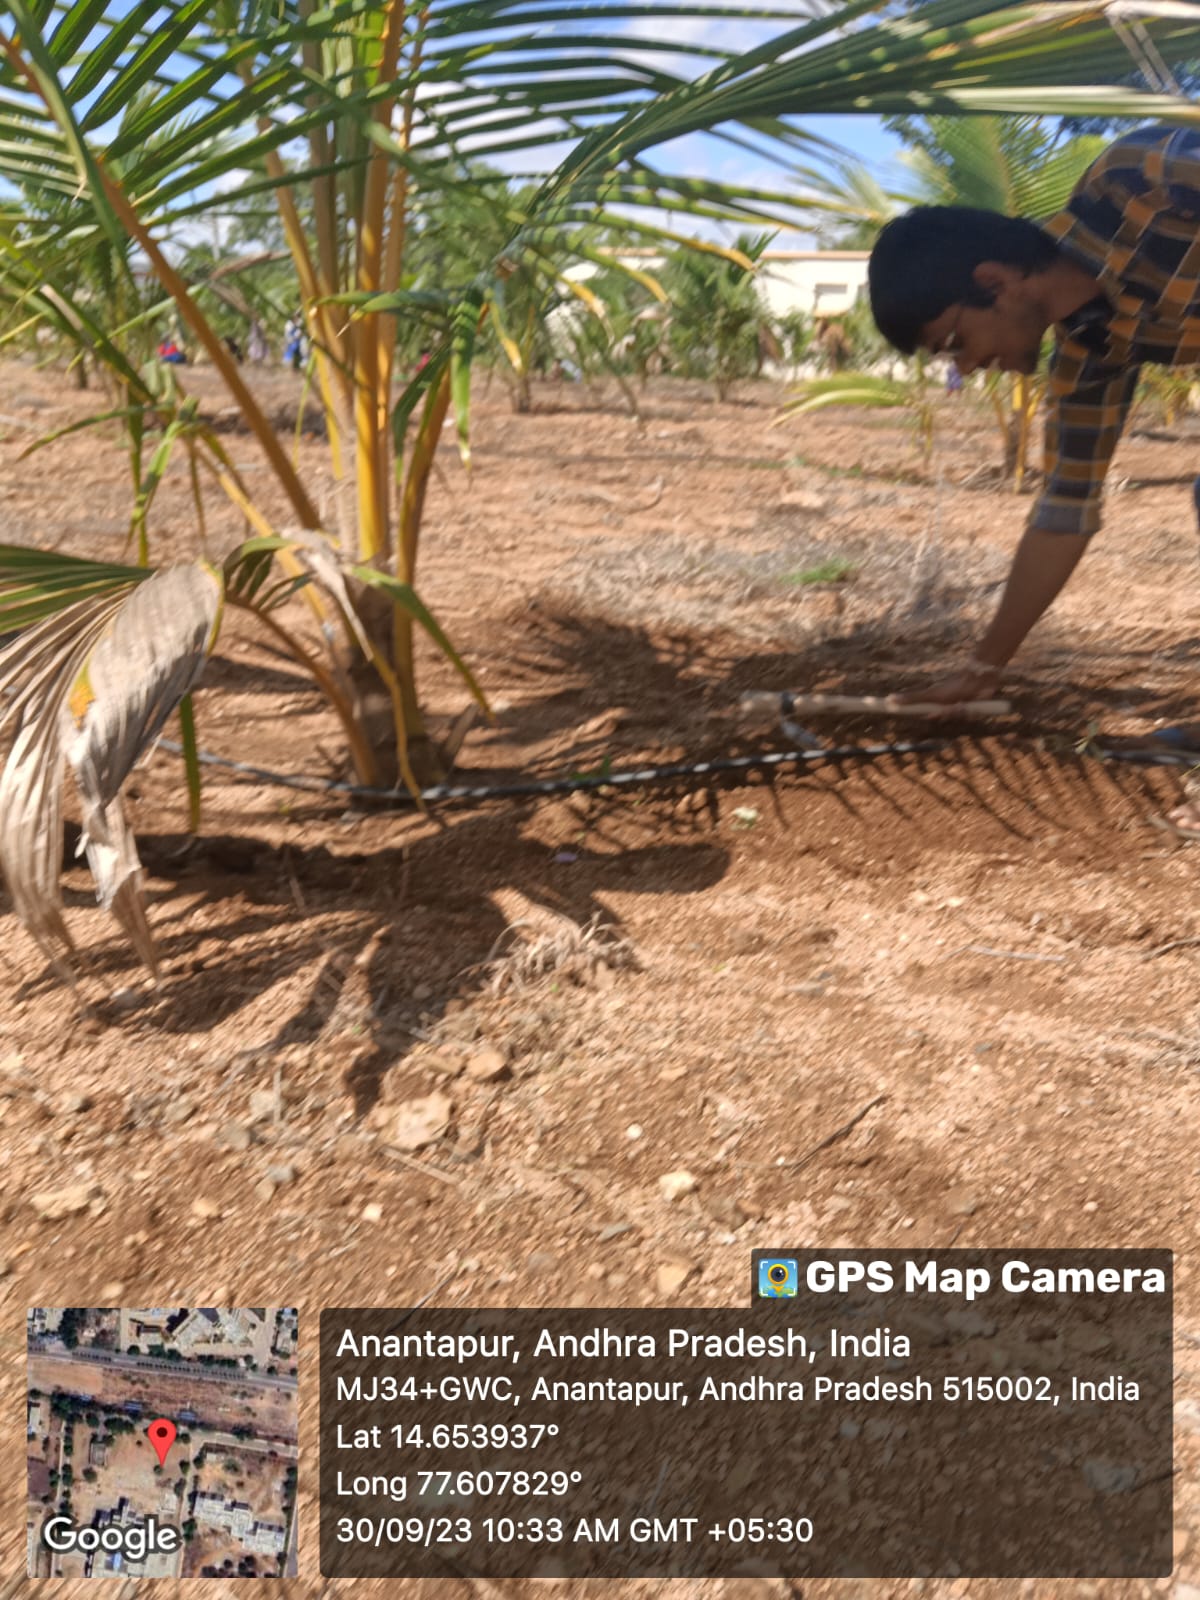 GPS Map Camera
Anantapur, Andhra Pradesh, India
MJ34+GWC, Anantapur, Andhra Pradesh 515002, India
Lat 14.653937°
Long 77.607829°
30/09/23 10:33 AM GMT +05:30
Google